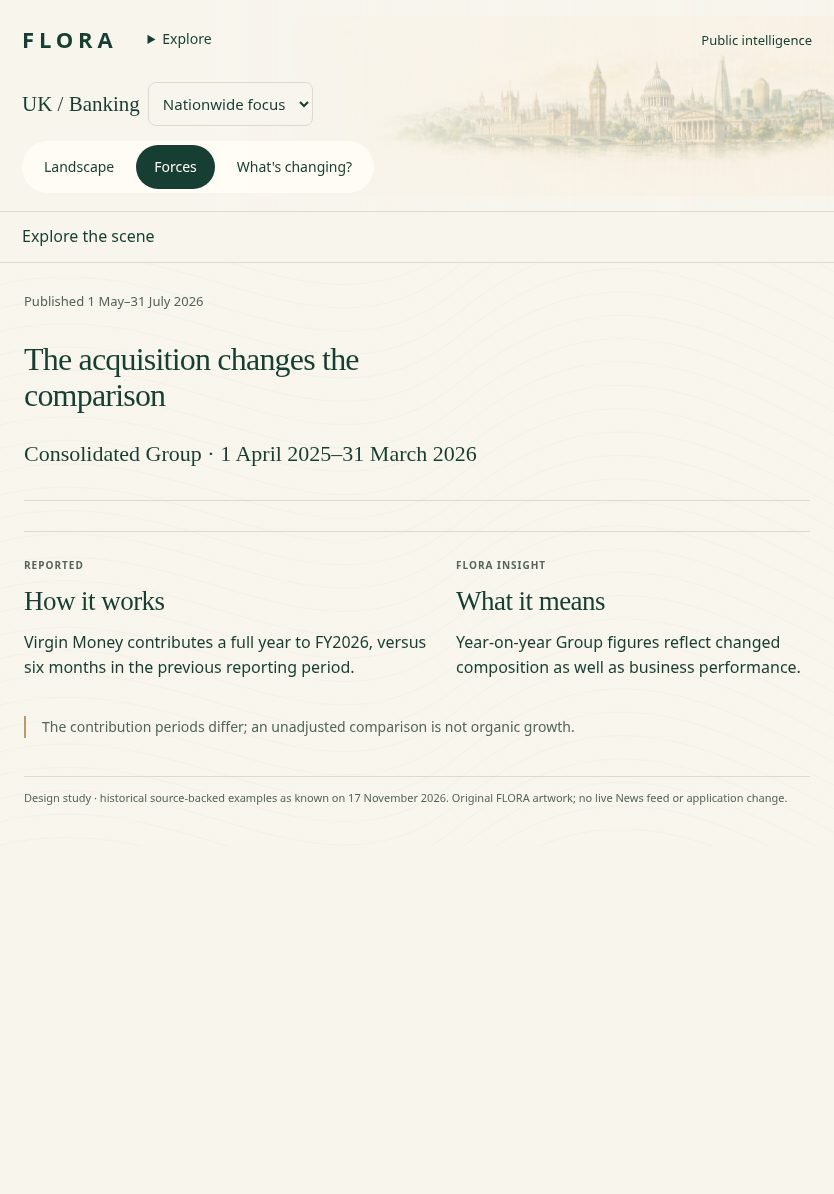 FLORA
▶ Explore
Public intelligence
UK / Banking
Nationwide focus
Landscape
Forces
What's changing?
Explore the scene
Published 1 May–31 July 2026
The acquisition changes the
comparison
Consolidated Group · 1 April 2025–31 March 2026
REPORTED
How it works
Virgin Money contributes a full year to FY2026, versus
six months in the previous reporting period.
FLORA INSIGHT
What it means
Year-on-year Group figures reflect changed
composition as well as business performance.
The contribution periods differ; an unadjusted comparison is not organic growth.
Design study · historical source-backed examples as known on 17 November 2026. Original FLORA artwork; no live News feed or application change.